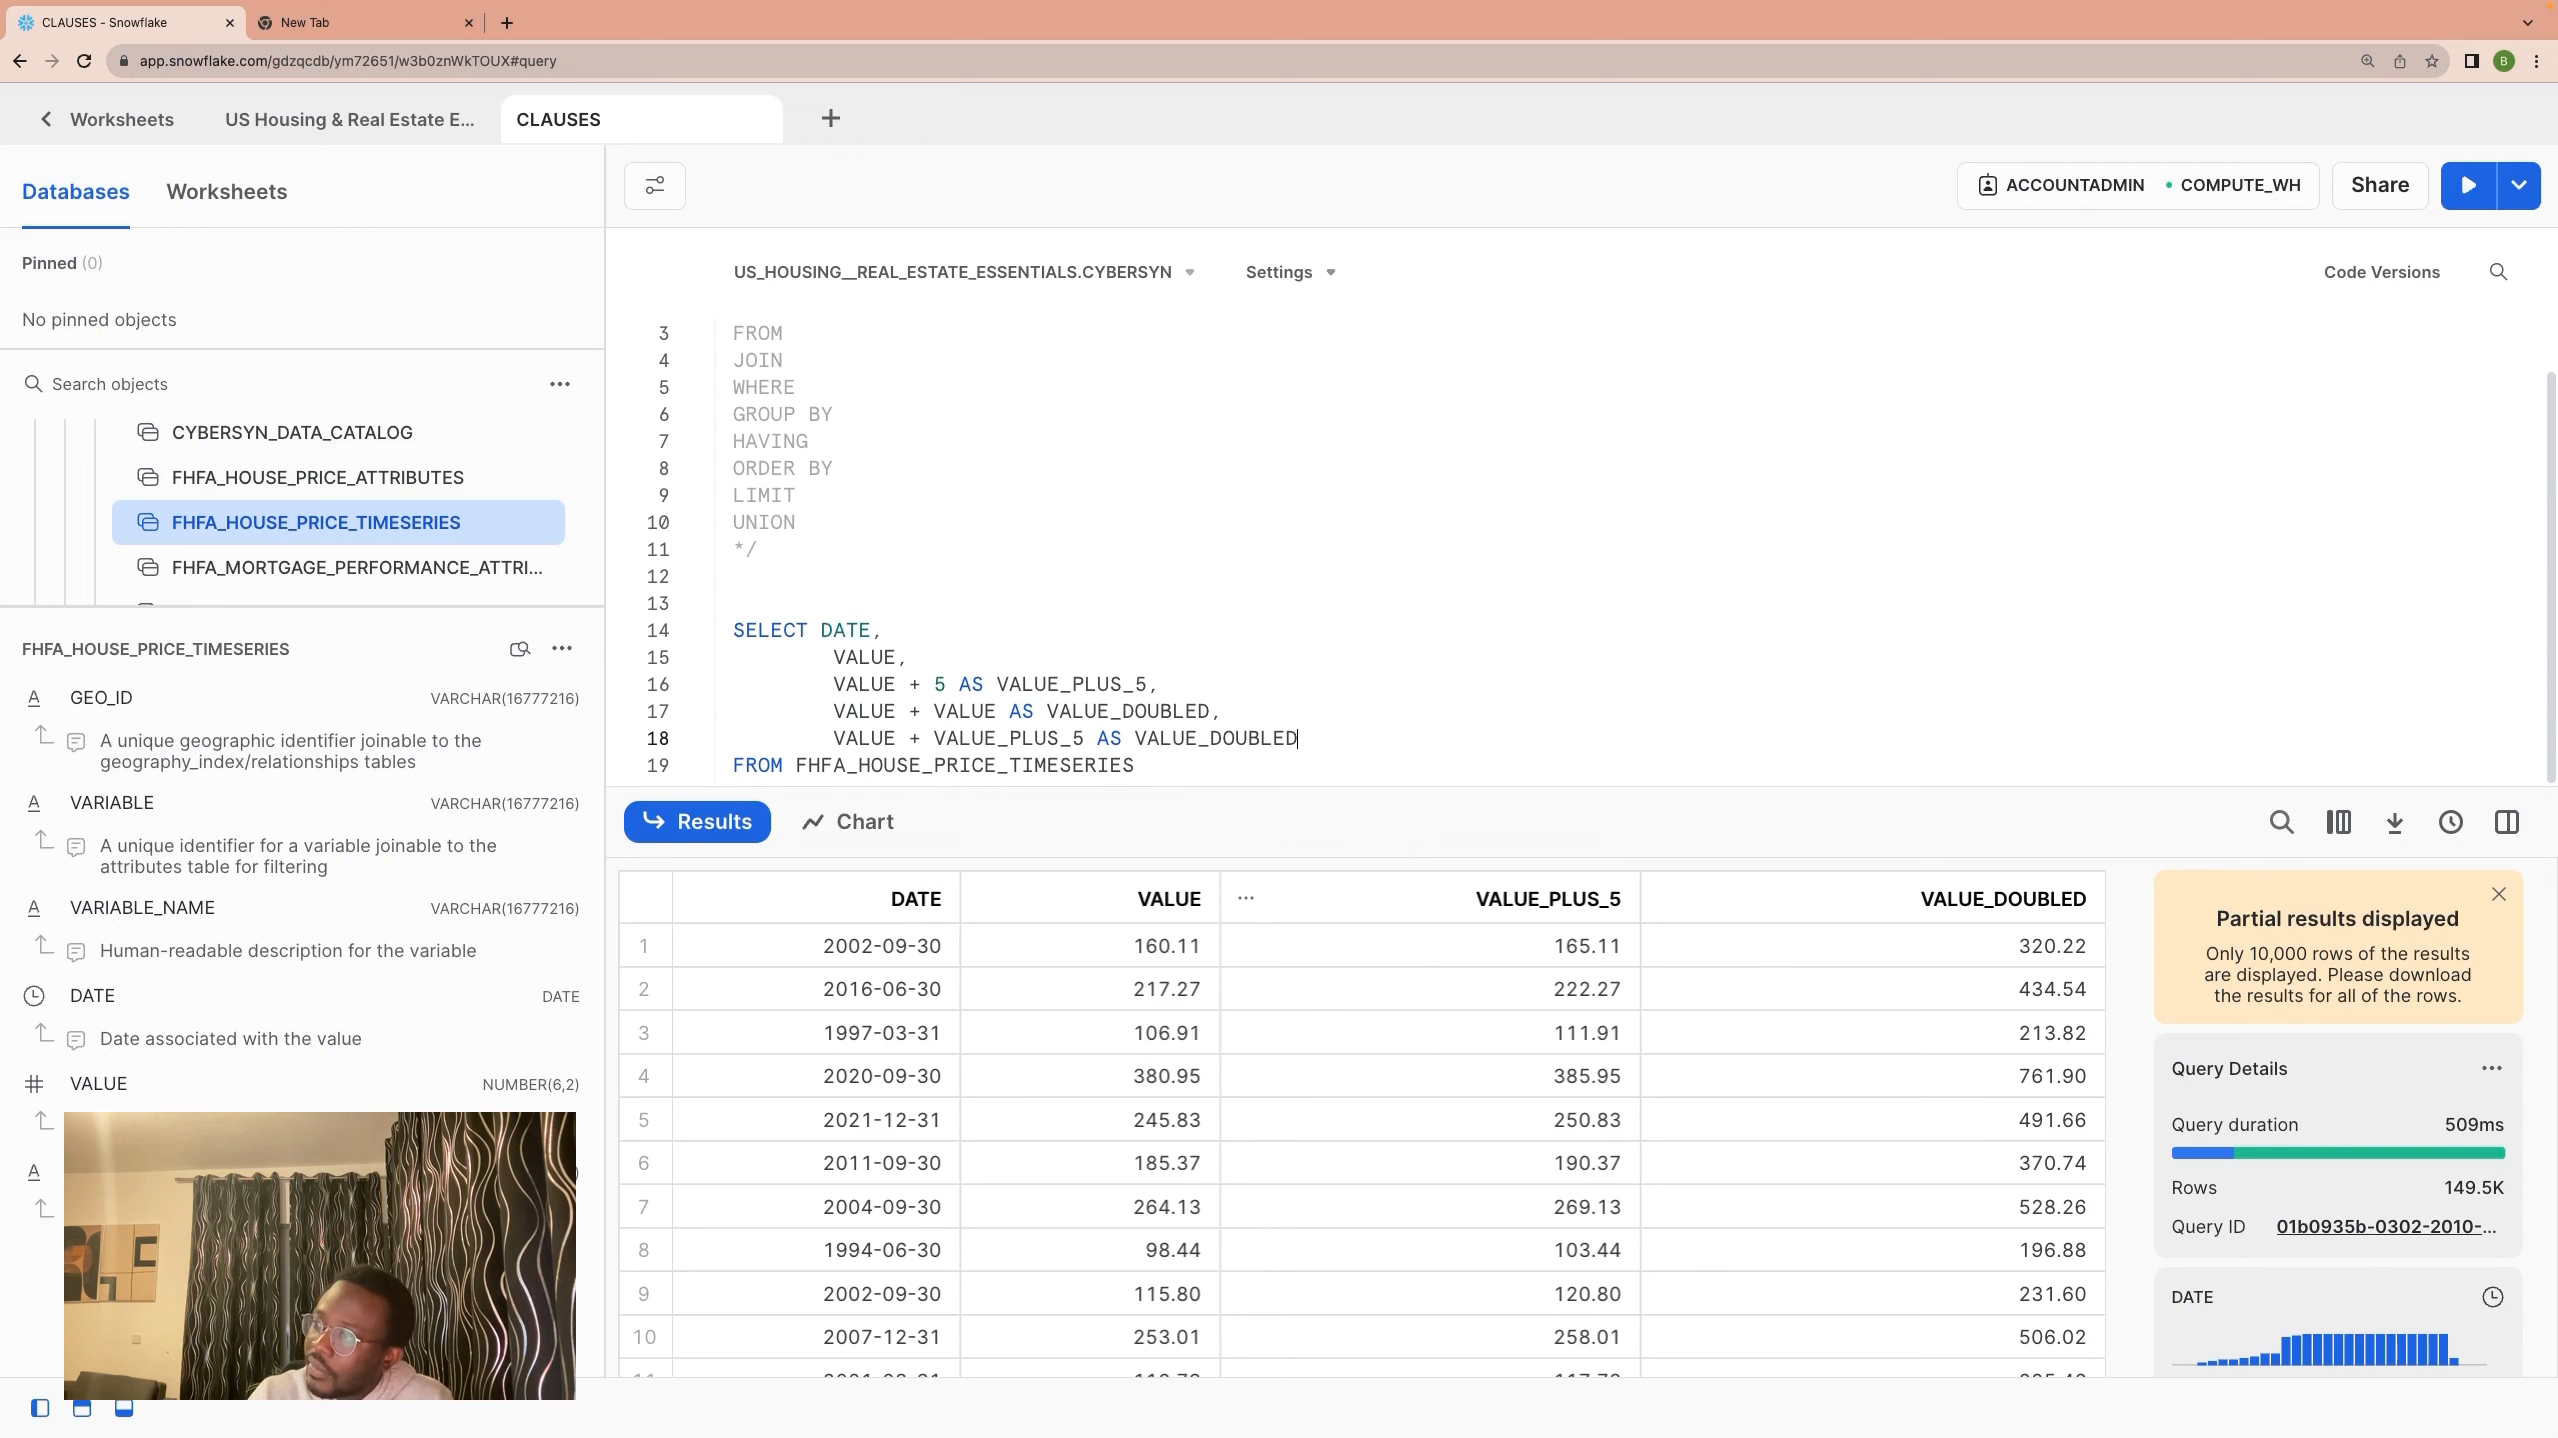 CLAUSES - Snowflake
New Tab
app.snowflake.com/gdzqcdb/ym72651/w3b0znWkTOUX#query
B
Worksheets
US Housing & Real Estate E...
CLAUSES
Databases
Worksheets
ACCOUNTADMIN
COMPUTE_WH
Share
Pinned (0)
No pinned objects
Search objects
CYBERSYN_DATA_CATALOG
FHFA_HOUSE_PRICE_ATTRIBUTES
FHFA_HOUSE_PRICE_TIMESERIES
FHFA_MORTGAGE_PERFORMANCE_ATTRI...
FHFA_HOUSE_PRICE_TIMESERIES
GEO_ID VARCHAR(16777216)
A unique geographic identifier joinable to the
geography_index/relationships tables
VARIABLE VARCHAR(16777216)
A unique identifier for a variable joinable to the
attributes table for filtering
VARIABLE_NAME VARCHAR(16777216)
Human-readable description for the variable
DATE DATE
Date associated with the value
VALUE NUMBER(6,2)
US_HOUSING__REAL_ESTATE_ESSENTIALS.CYBERSYN
Settings
Code Versions
3 FROM
4 JOIN
5 WHERE
6 GROUP BY
7 HAVING
8 ORDER BY
9 LIMIT
10 UNION
11 */
12
13
14 SELECT DATE,
15 VALUE,
16 VALUE + 5 AS VALUE_PLUS_5,
17 VALUE + VALUE AS VALUE_DOUBLED,
18 VALUE + VALUE_PLUS_5 AS VALUE_DOUBLED
19 FROM FHFA_HOUSE_PRICE_TIMESERIES
Results
Chart
DATE VALUE ... VALUE_PLUS_5 VALUE_DOUBLED
1 2002-09-30 160.11 165.11 320.22
2 2016-06-30 217.27 222.27 434.54
3 1997-03-31 106.91 111.91 213.82
4 2020-09-30 380.95 385.95 761.90
5 2021-12-31 245.83 250.83 491.66
6 2011-09-30 185.37 190.37 370.74
7 2004-09-30 264.13 269.13 528.26
8 1994-06-30 98.44 103.44 196.88
9 2002-09-30 115.80 120.80 231.60
10 2007-12-31 253.01 258.01 506.02
Partial results displayed
Only 10,000 rows of the results
are displayed. Please download
the results for all of the rows.
Query Details
Query duration 509ms
Rows 149.5K
Query ID 01b0935b-0302-2010-...
DATE